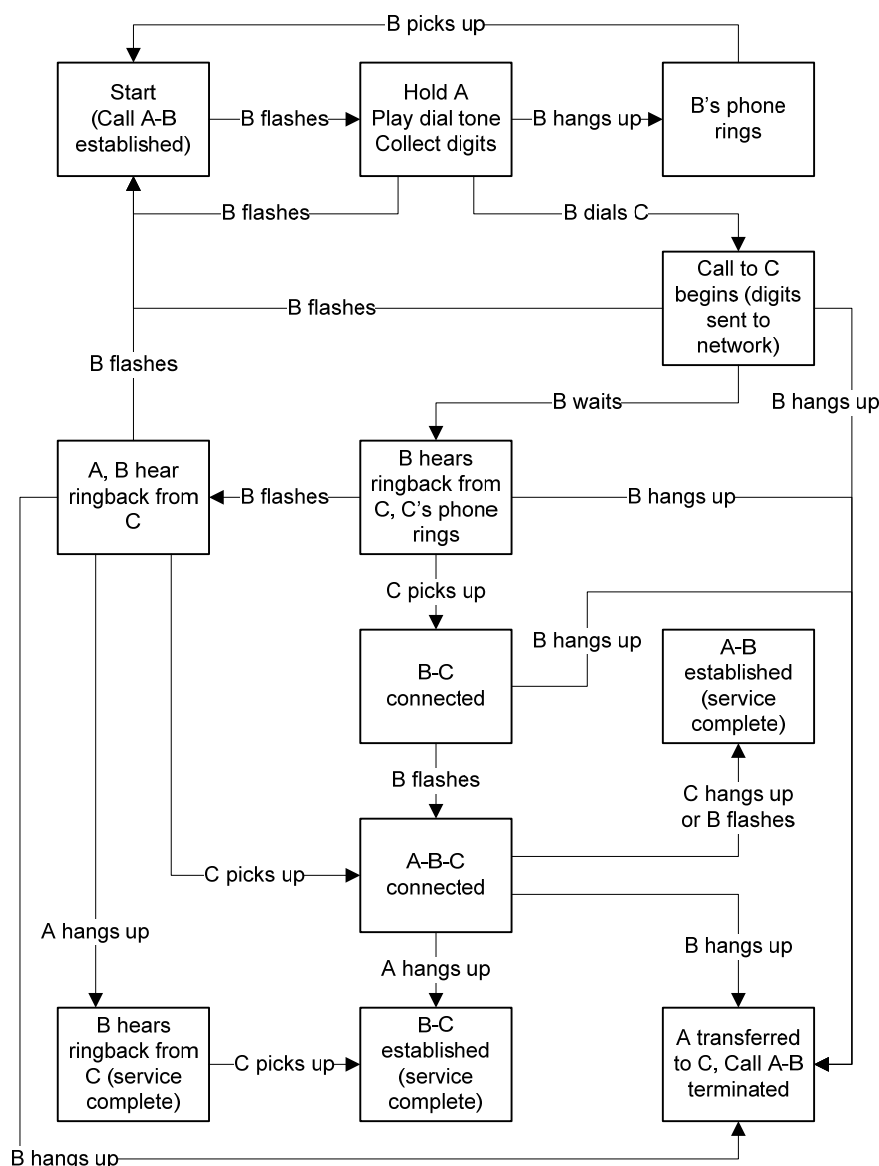 B picks up
Start
(Call A-B
established)
B flashes
Hold A
Play dial tone
Collect digits
B hangs up
B's phone
rings
B flashes
B dials C
Call to C
begins (digits
sent to
network)
B flashes
B flashes
B waits
B hangs up
A, B hear
ringback from
C
B flashes
B hears
ringback from
C, C's phone
rings
B hangs up
C picks up
B hangs up
B-C
connected
A-B
established
(service
complete)
B flashes
C hangs up
or B flashes
C picks up
A-B-C
connected
A hangs up
A hangs up
B hangs up
B hears
ringback from
C (service
complete)
C picks up
B-C
established
(service
complete)
A transferred
to C, Call A-B
terminated
B hangs up